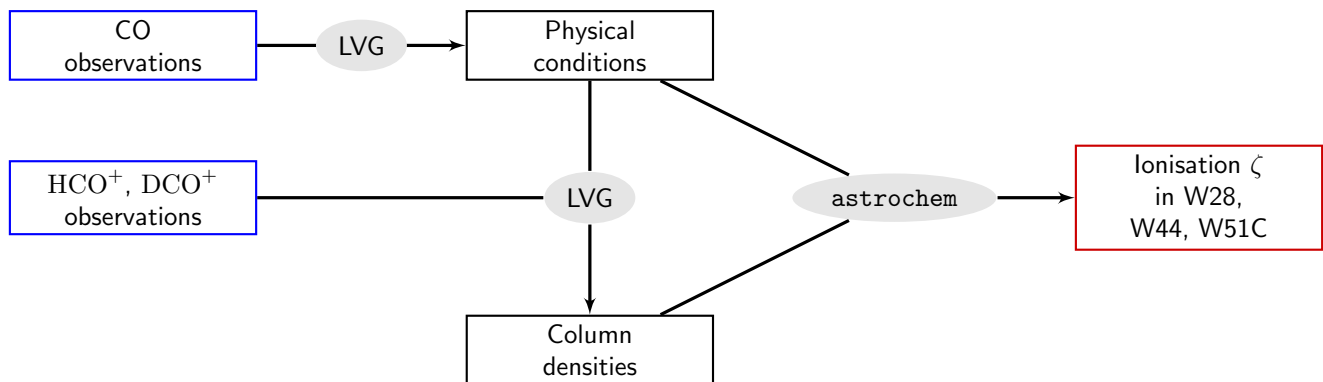 CO
observations
LVG
Physical
conditions
HCO⁺, DCO⁺
observations
LVG
astrochem
Ionisation ζ
in W28,
W44, W51C
Column
densities